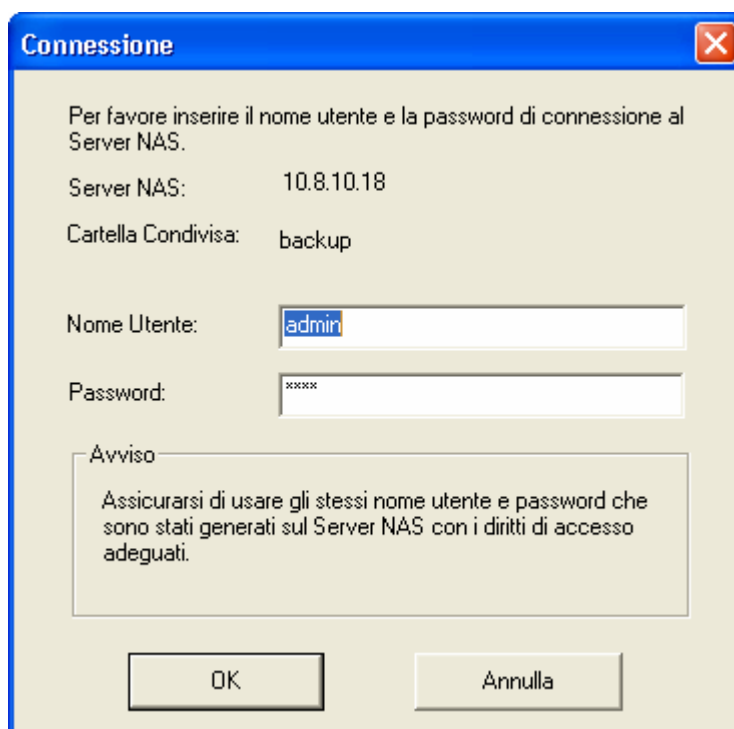 Connessione
Per favore inserire il nome utente e la password di connessione al
Server NAS.
Server NAS: 10.8.10.18
Cartella Condivisa: backup
Nome Utente: admin
Password: ****
Avviso
Assicurarsi di usare gli stessi nome utente e password che
sono stati generati sul Server NAS con i diritti di accesso
adeguati.
OK Annulla